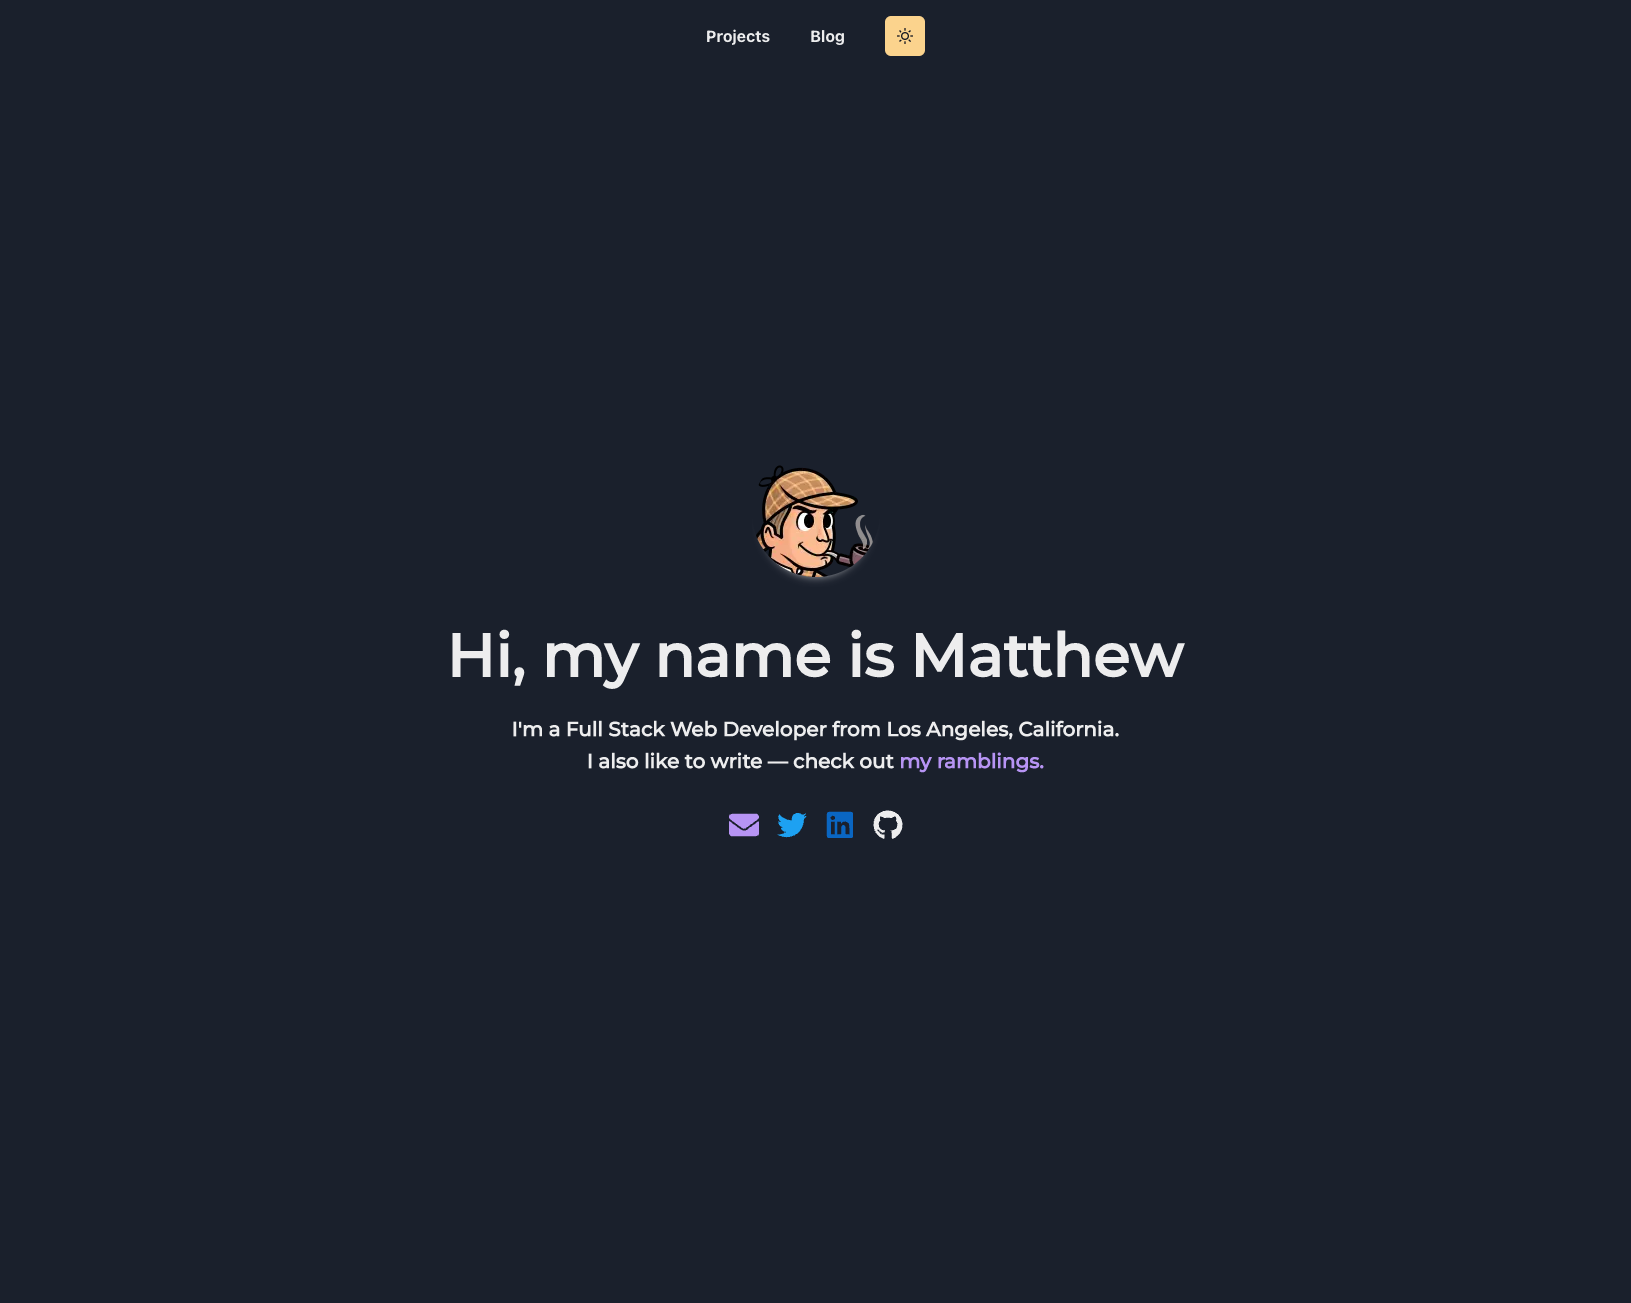 Projects Blog
Hi, my name is Matthew
I'm a Full Stack Web Developer from Los Angeles, California.
I also like to write — check out my ramblings.
in